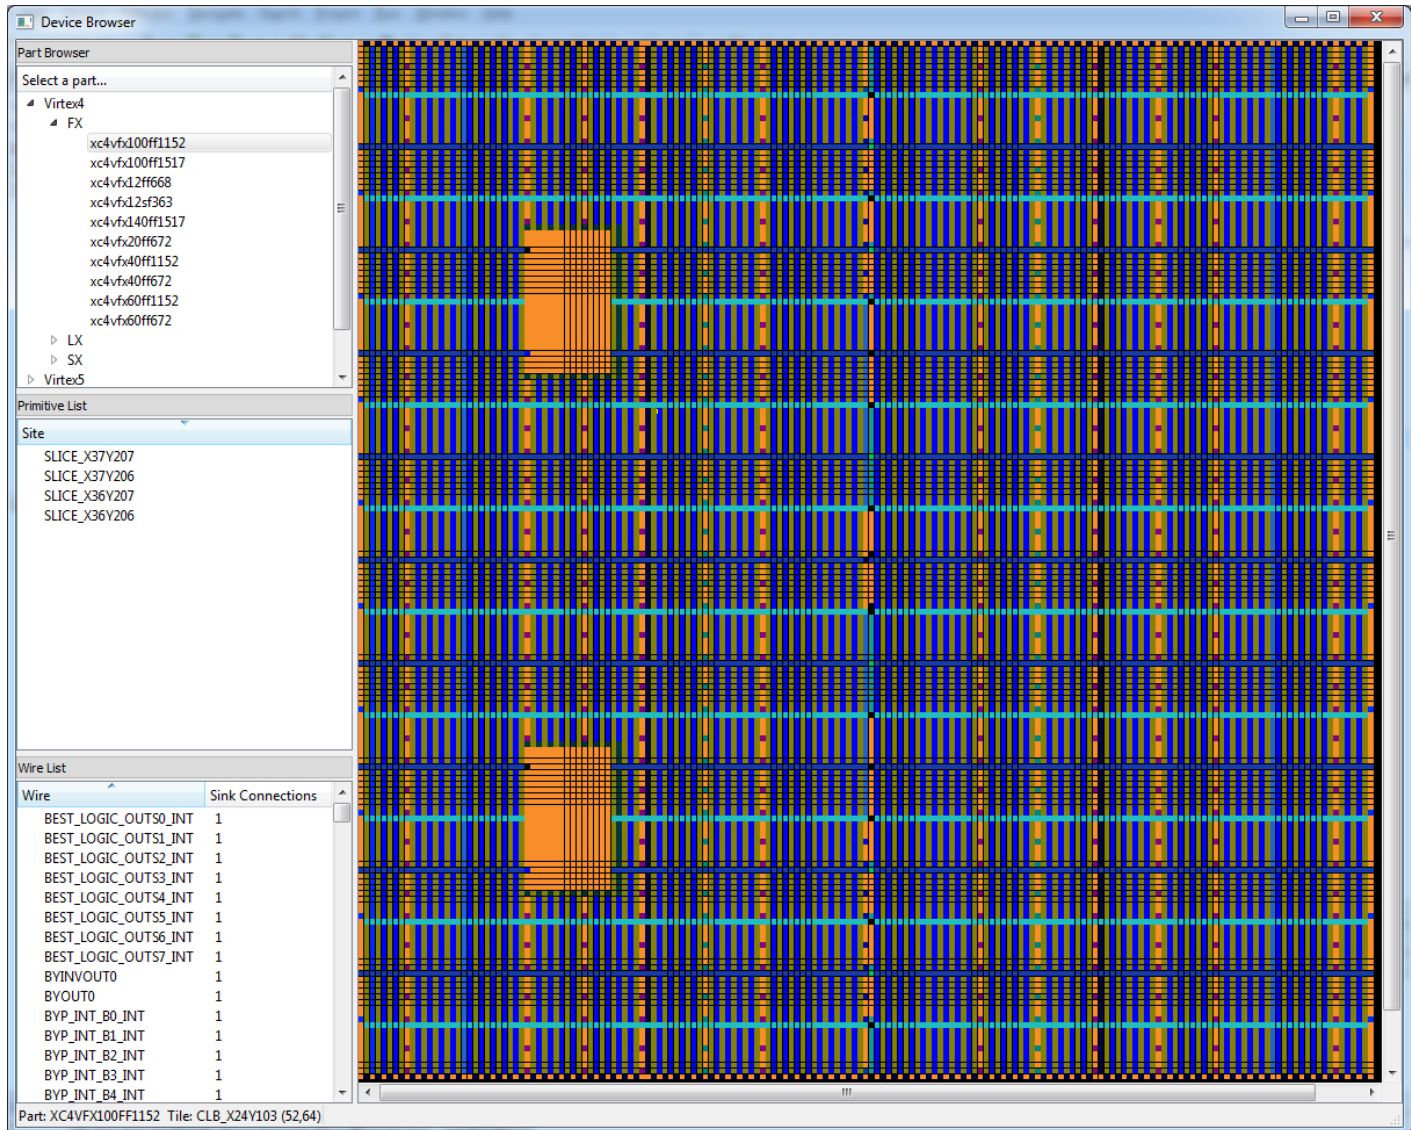 Device Browser
Part Browser
Select a part...
Virtex4
FX
xc4vfx100ff1152
xc4vfx100ff1517
xc4vfx12ff668
xc4vfx12sf363
xc4vfx140ff1517
xc4vfx20ff672
xc4vfx40ff1152
xc4vfx40ff672
xc4vfx60ff1152
xc4vfx60ff672
LX
SX
Virtex5
Primitive List
Site
SLICE_X37Y207
SLICE_X37Y206
SLICE_X36Y207
SLICE_X36Y206
Wire List
Wire Sink Connections
BEST_LOGIC_OUTS0_INT 1
BEST_LOGIC_OUTS1_INT 1
BEST_LOGIC_OUTS2_INT 1
BEST_LOGIC_OUTS3_INT 1
BEST_LOGIC_OUTS4_INT 1
BEST_LOGIC_OUTS5_INT 1
BEST_LOGIC_OUTS6_INT 1
BEST_LOGIC_OUTS7_INT 1
BYINVOUT0 1
BYOUT0 1
BYP_INT_B0_INT 1
BYP_INT_B1_INT 1
BYP_INT_B2_INT 1
BYP_INT_B3_INT 1
BYP_INT_B4_INT 1
Part: XC4VFX100FF1152 Tile: CLB_X24Y103 (52,64)